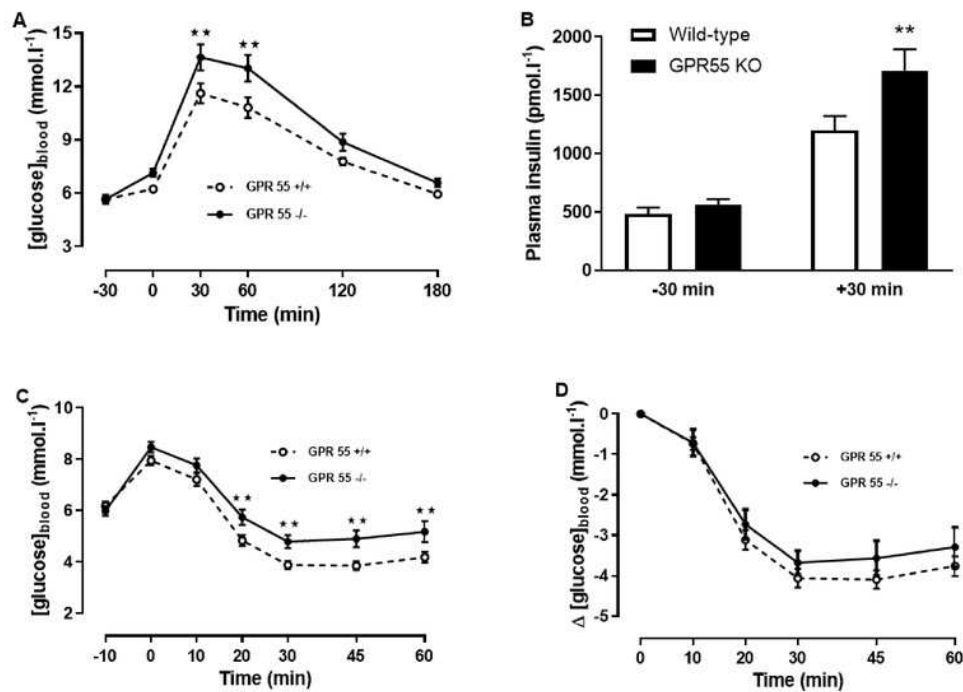 A
[glucose]blood (mmol.l-1)
15
12
9
6
3
★★
★★
GPR 55 +/+
GPR 55 -/-
-30 0 30 60 120 180
Time (min)
B
Plasma insulin (pmol.l-1)
2000
1500
1000
500
0
Wild-type
GPR55 KO
**
-30 min +30 min
C
[glucose]blood (mmol.l-1)
10
8
6
4
2
GPR 55 +/+
GPR 55 -/-
★★
★★
★★
★★
-10 0 10 20 30 45 60
Time (min)
D
Δ [glucose]blood (mmol.l-1)
0
-1
-2
-3
-4
-5
GPR 55 +/+
GPR 55 -/-
0 10 20 30 45 60
Time (min)